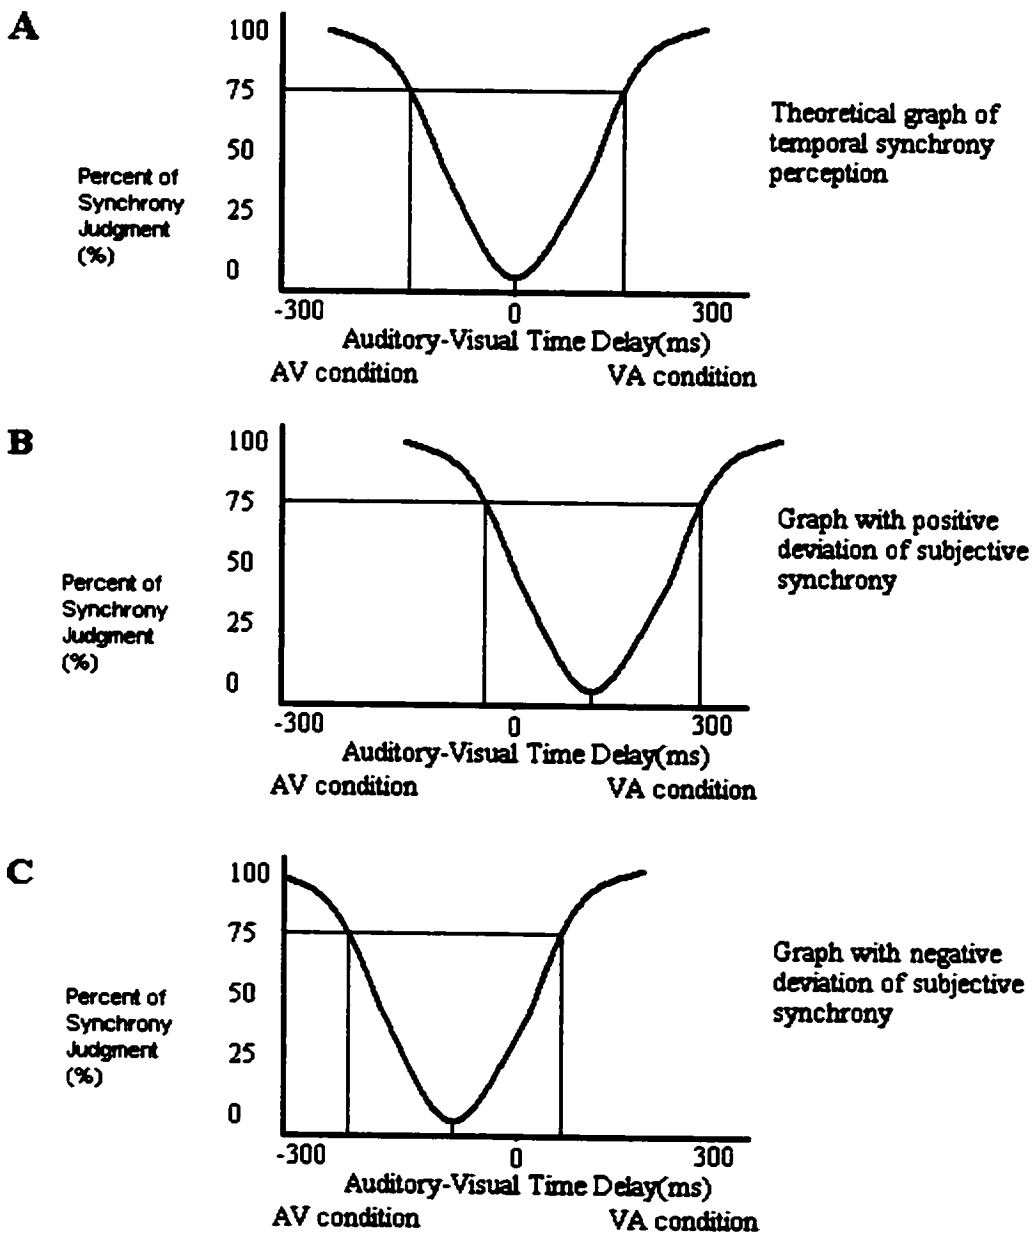 A
100
75
50
25
0
Percent of
Synchrony
Judgment
(%)
Theoretical graph of
temporal synchrony
perception
-300 0 300
Auditory-Visual Time Delay(ms)
AV condition VA condition
B
100
75
50
25
0
Percent of
Synchrony
Judgment
(%)
Graph with positive
deviation of subjective
synchrony
-300 0 300
Auditory-Visual Time Delay(ms)
AV condition VA condition
C
100
75
50
25
0
Percent of
Synchrony
Judgment
(%)
Graph with negative
deviation of subjective
synchrony
-300 0 300
Auditory-Visual Time Delay(ms)
AV condition VA condition